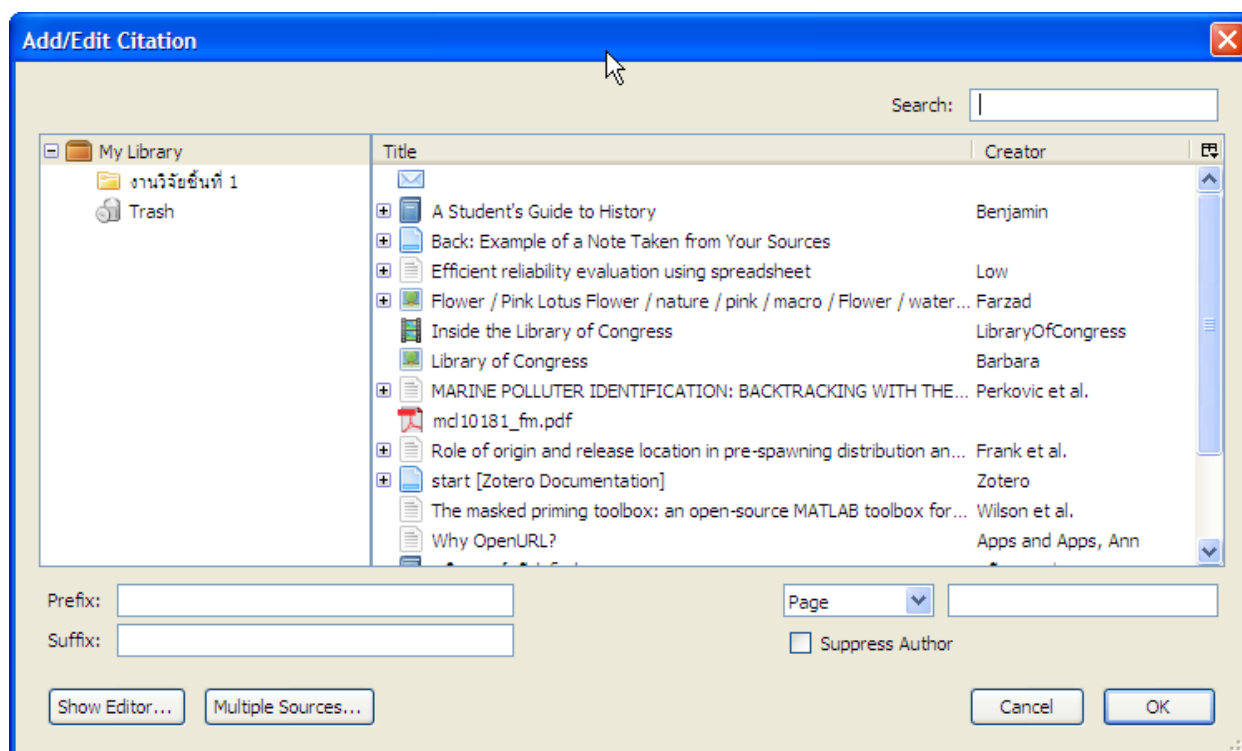 Add/Edit Citation
Search:
My Library
งานวิจัยชิ้นที่ 1
Trash
Title Creator
A Student's Guide to History Benjamin
Back: Example of a Note Taken from Your Sources
Efficient reliability evaluation using spreadsheet Low
Flower / Pink Lotus Flower / nature / pink / macro / Flower / water... Farzad
Inside the Library of Congress LibraryOfCongress
Library of Congress Barbara
MARINE POLLUTER IDENTIFICATION: BACKTRACKING WITH THE... Perkovic et al.
mcl10181_fm.pdf
Role of origin and release location in pre-spawning distribution an... Frank et al.
start [Zotero Documentation] Zotero
The masked priming toolbox: an open-source MATLAB toolbox for... Wilson et al.
Why OpenURL? Apps and Apps, Ann
Prefix:
Page
Suffix:
Suppress Author
Show Editor... Multiple Sources... Cancel OK